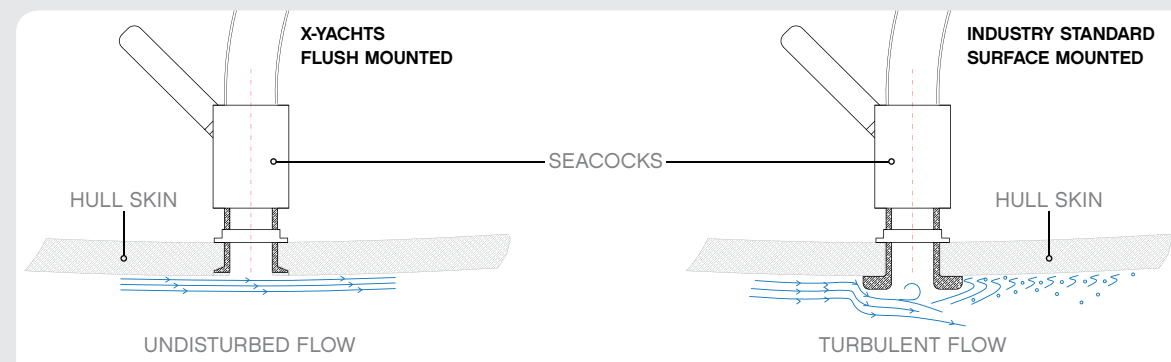 X-YACHTS
FLUSH MOUNTED
INDUSTRY STANDARD
SURFACE MOUNTED
SEACOCKS
HULL SKIN
HULL SKIN
UNDISTURBED FLOW
TURBULENT FLOW